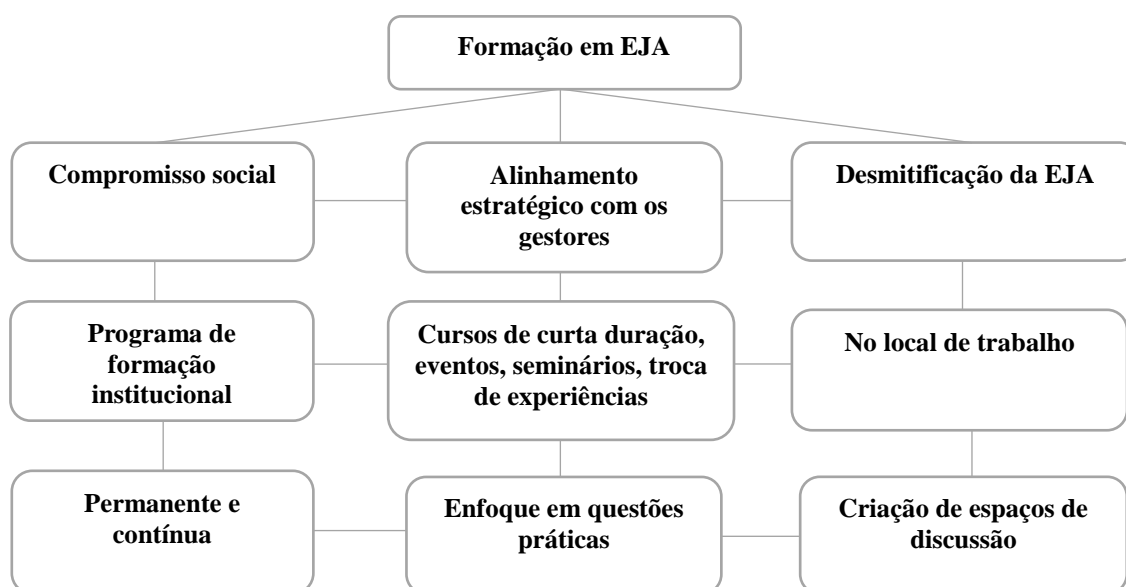 Formação em EJA
Compromisso social
Alinhamento
estratégico com os
gestores
Desmitificação da EJA
Programa de
formação
institucional
Cursos de curta duração,
eventos, seminários, troca
de experiências
No local de trabalho
Permanente e
contínua
Enfoque em questões
práticas
Criação de espaços de
discussão